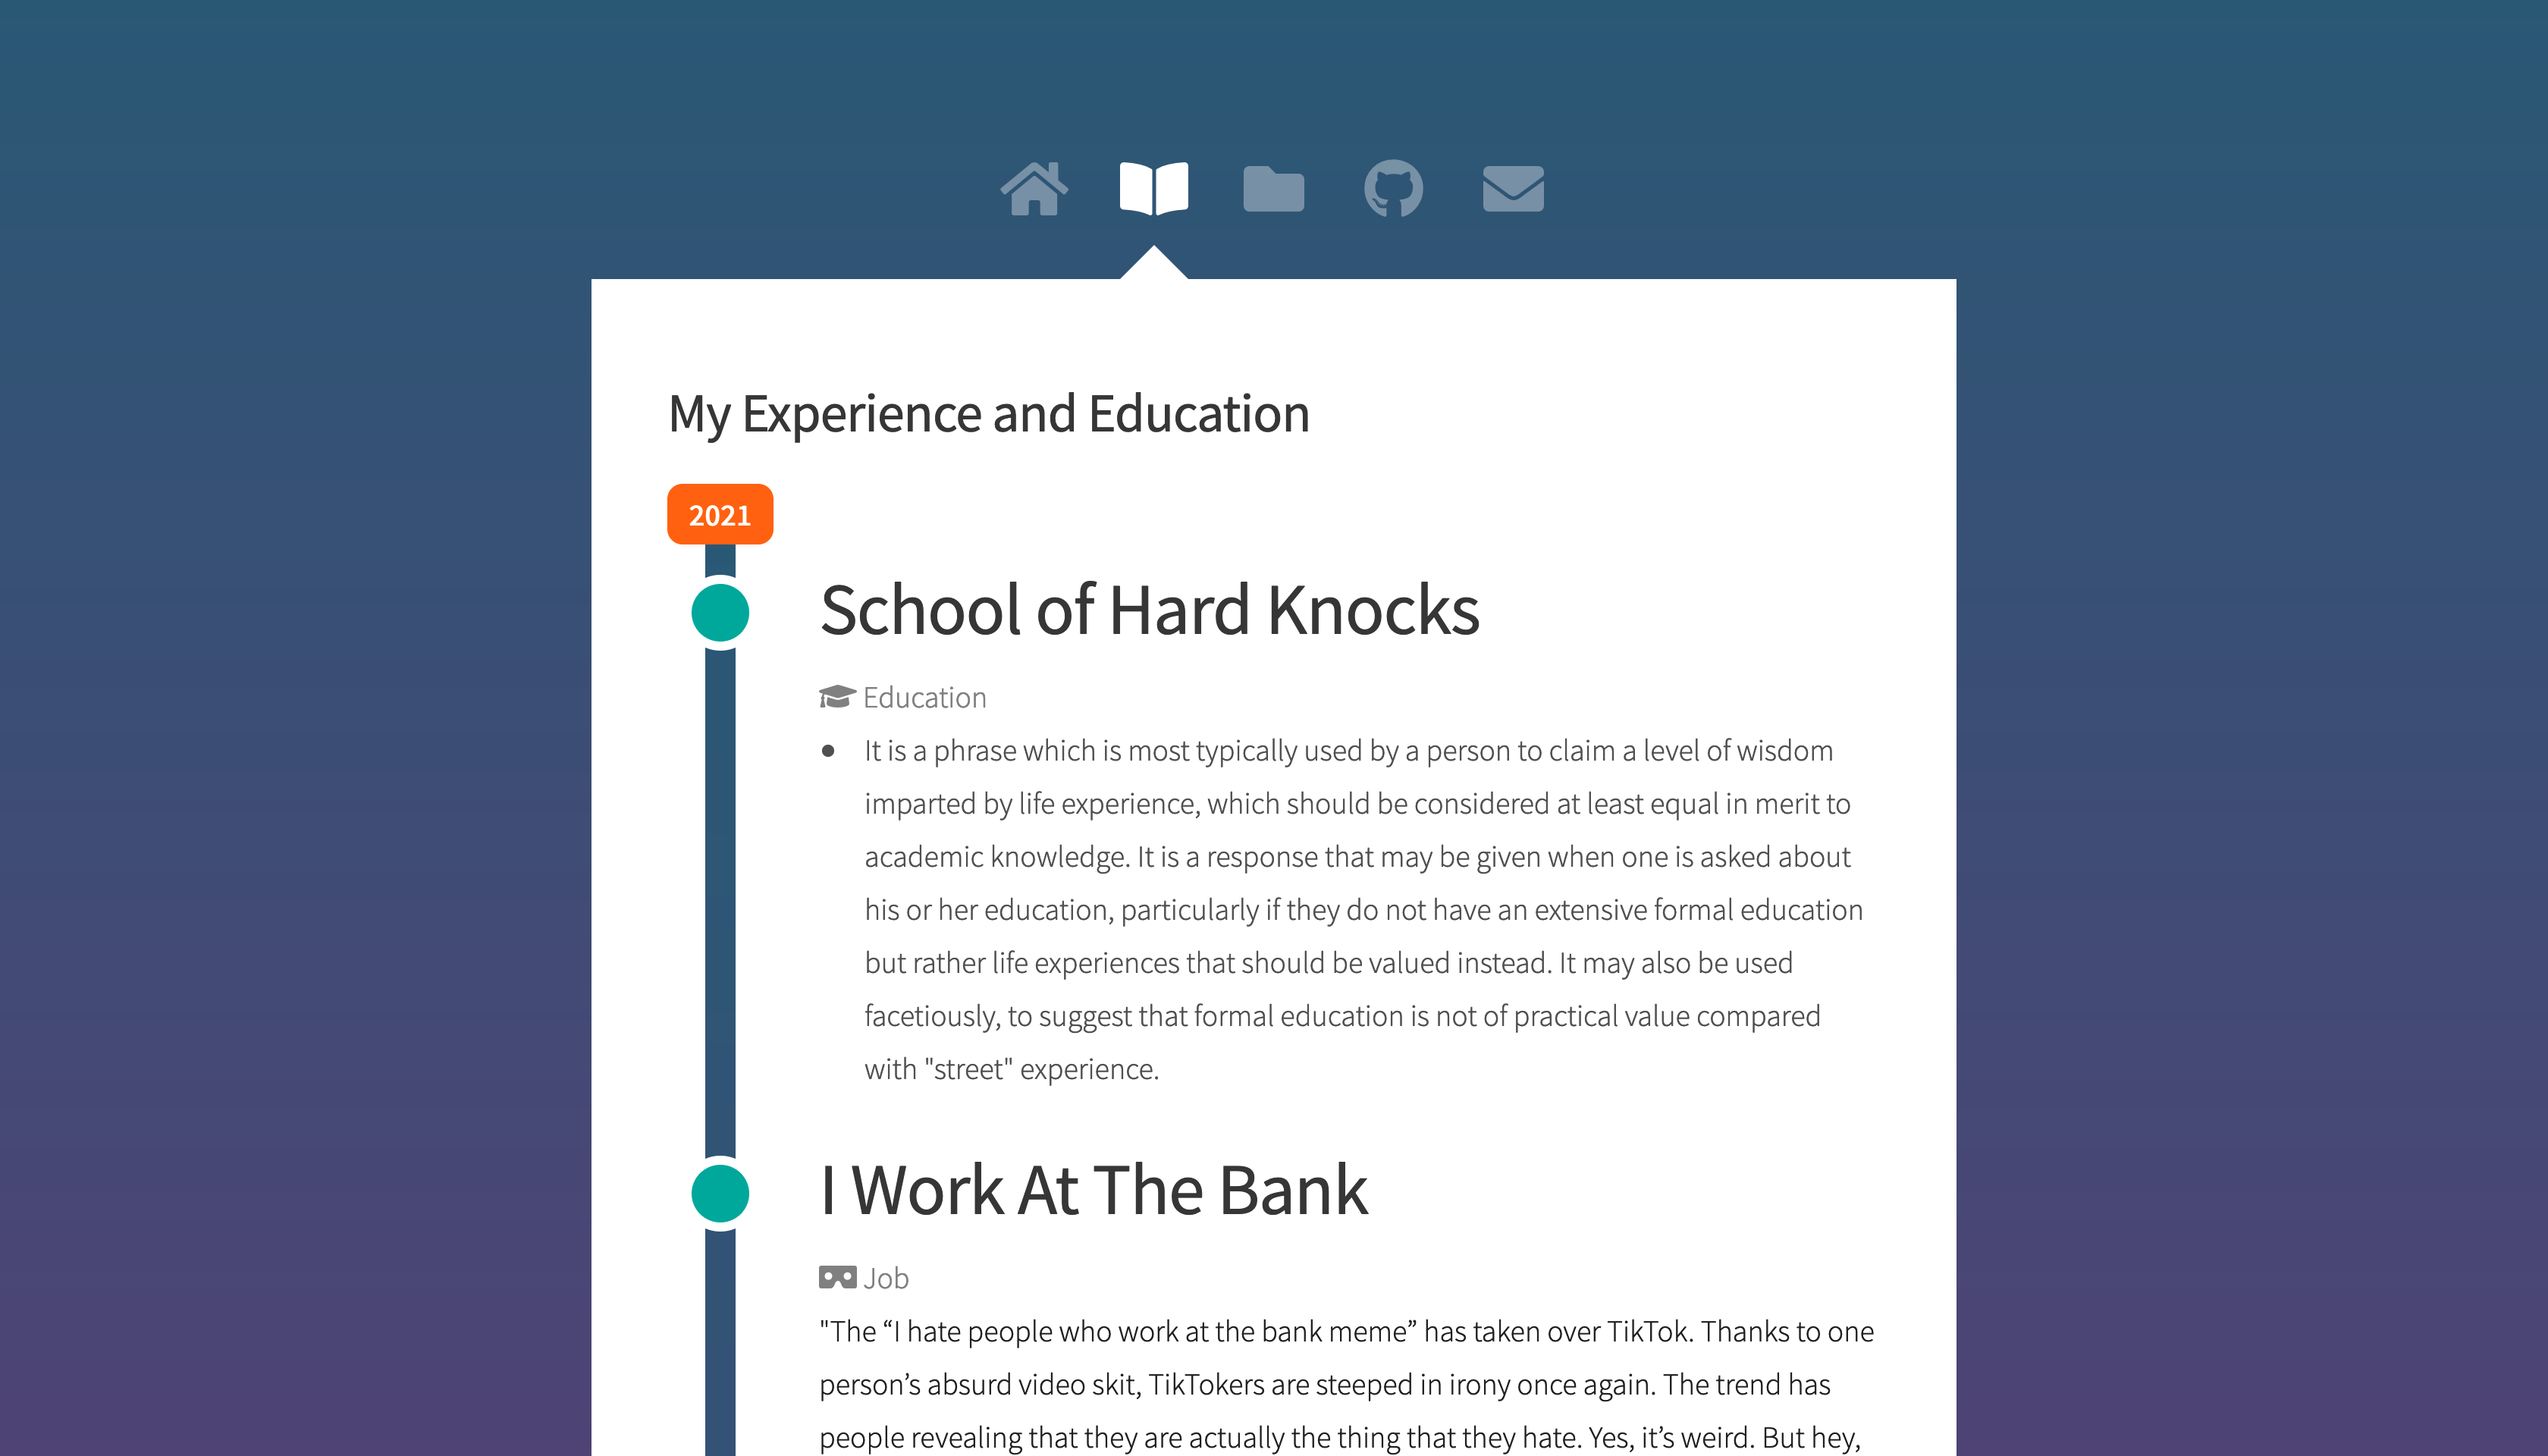 My Experience and Education
2021
School of Hard Knocks
Education
It is a phrase which is most typically used by a person to claim a level of wisdom
imparted by life experience, which should be considered at least equal in merit to
academic knowledge. It is a response that may be given when one is asked about
his or her education, particularly if they do not have an extensive formal education
but rather life experiences that should be valued instead. It may also be used
facetiously, to suggest that formal education is not of practical value compared
with "street" experience.
I Work At The Bank
Job
"The “I hate people who work at the bank meme” has taken over TikTok. Thanks to one
person’s absurd video skit, TikTokers are steeped in irony once again. The trend has
people revealing that they are actually the thing that they hate. Yes, it’s weird. But hey,